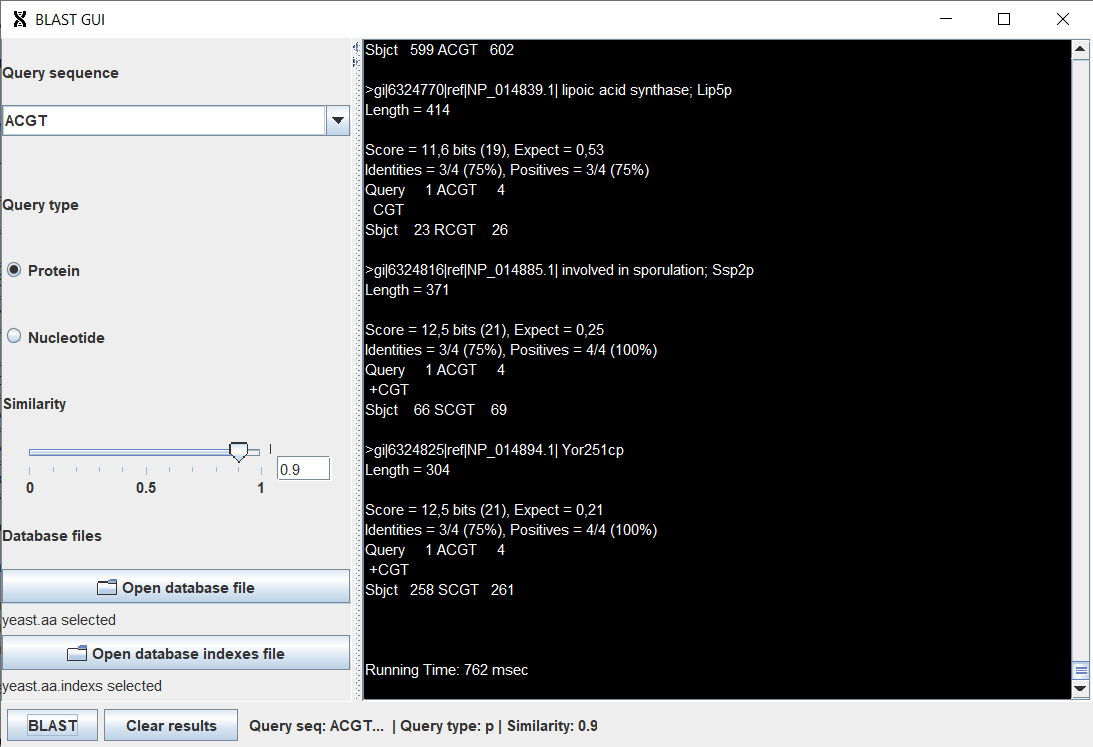 BLAST GUI
Query sequence
ACGT
Query type
Protein
Nucleotide
Similarity
0.9
0 0.5 1
Database files
Open database file
yeast.aa selected
Open database indexes file
yeast.aa.indexs selected
Sbjct 599 ACGT 602
>gi|6324770|ref|NP_014839.1| lipoic acid synthase; Lip5p
Length = 414
Score = 11,6 bits (19), Expect = 0,53
Identities = 3/4 (75%), Positives = 3/4 (75%)
Query 1 ACGT 4
CGT
Sbjct 23 RCGT 26
>gi|6324816|ref|NP_014885.1| involved in sporulation; Ssp2p
Length = 371
Score = 12,5 bits (21), Expect = 0,25
Identities = 3/4 (75%), Positives = 4/4 (100%)
Query 1 ACGT 4
+CGT
Sbjct 66 SCGT 69
>gi|6324825|ref|NP_014894.1| Yor251cp
Length = 304
Score = 12,5 bits (21), Expect = 0,21
Identities = 3/4 (75%), Positives = 4/4 (100%)
Query 1 ACGT 4
+CGT
Sbjct 258 SCGT 261
Running Time: 762 msec
BLAST Clear results Query seq: ACGT... | Query type: p | Similarity: 0.9